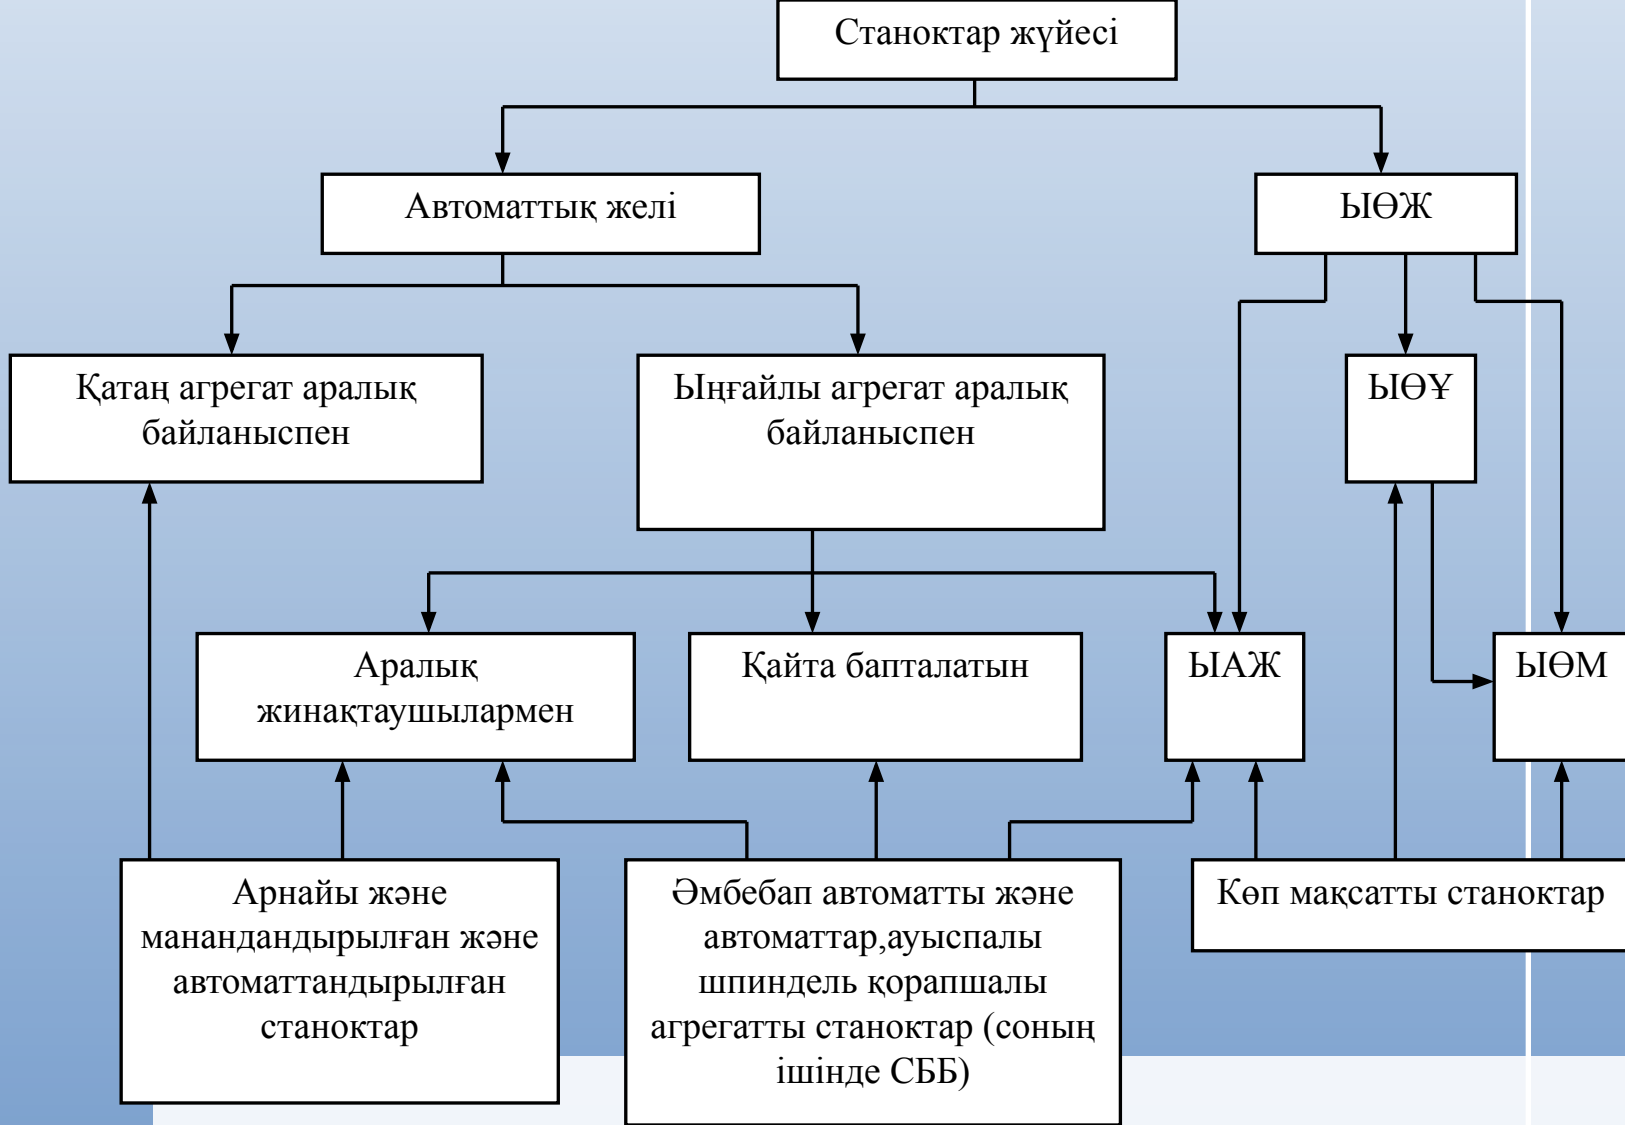 Станоктар жүйесі
Автоматтық желі
ЫӨЖ
Қатаң агрегат аралық
байланыспен
Ыңғайлы агрегат аралық
байланыспен
ЫӨҰ
Аралық
жинақтаушылармен
Қайта бапталатын
ЫАЖ
ЫӨМ
Арнайы және
манандандырылған және
автоматтандырылған
станоктар
Әмбебап автоматты және
автоматтар,ауыспалы
шпиндель қорапшалы
агрегатты станоктар (соның
ішінде СББ)
Көп мақсатты станоктар